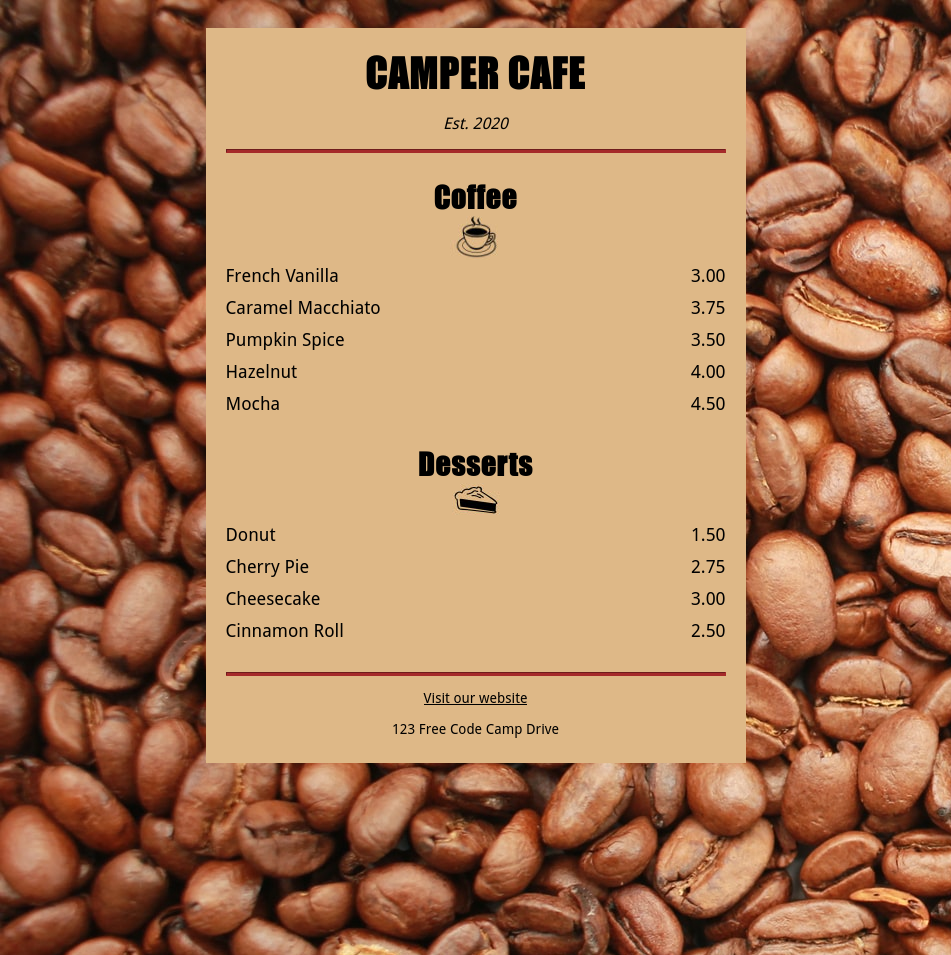 CAMPER CAFE
Est. 2020
Coffee
French Vanilla 3.00
Caramel Macchiato 3.75
Pumpkin Spice 3.50
Hazelnut 4.00
Mocha 4.50
Desserts
Donut 1.50
Cherry Pie 2.75
Cheesecake 3.00
Cinnamon Roll 2.50
Visit our website
123 Free Code Camp Drive